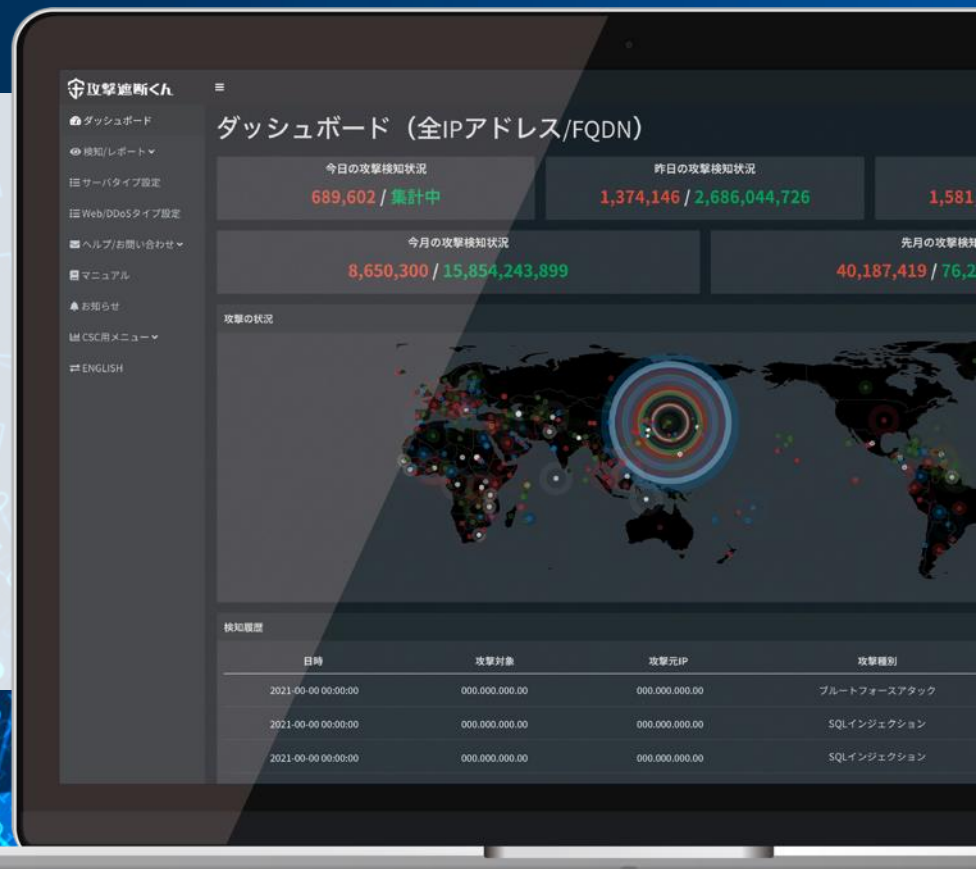 攻撃遮断くん
ダッシュボード
検知/レポート
サーバタイプ設定
Web/DDoSタイプ設定
ヘルプ/お問い合わせ
マニュアル
お知らせ
CSC用メニュー
ENGLISH
ダッシュボード（全IPアドレス/FQDN）
今日の攻撃検知状況
689,602 / 集計中
昨日の攻撃検知状況
1,374,146 / 2,686,044,726
1,581
今月の攻撃検知状況
8,650,300 / 15,854,243,899
先月の攻撃検知
40,187,419 / 76,2
攻撃の状況
検知履歴
日時 攻撃対象 攻撃元IP 攻撃種別
2021-00-00 00:00:00 000.000.000.00 000.000.000.00 ブルートフォースアタック
2021-00-00 00:00:00 000.000.000.00 000.000.000.00 SQLインジェクション
2021-00-00 00:00:00 000.000.000.00 000.000.000.00 SQLインジェクション